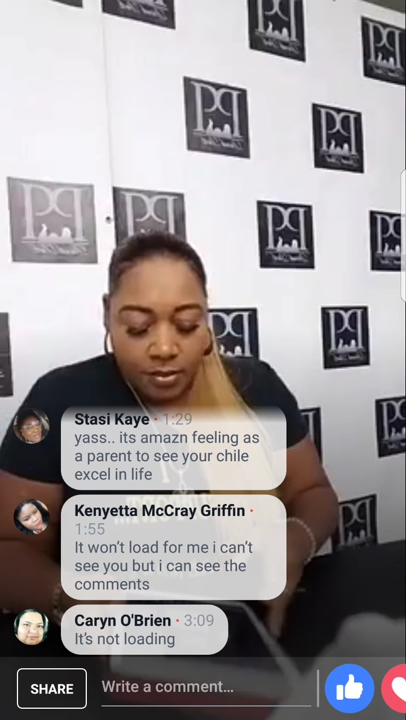 Stasi Kaye • 1:29
yass.. its amazn feeling as
a parent to see your chile
excel in life
Kenyetta McCray Griffin •
1:55
It won't load for me i can't
see you but i can see the
comments
Caryn O'Brien • 3:09
It's not loading
SHARE
Write a comment...